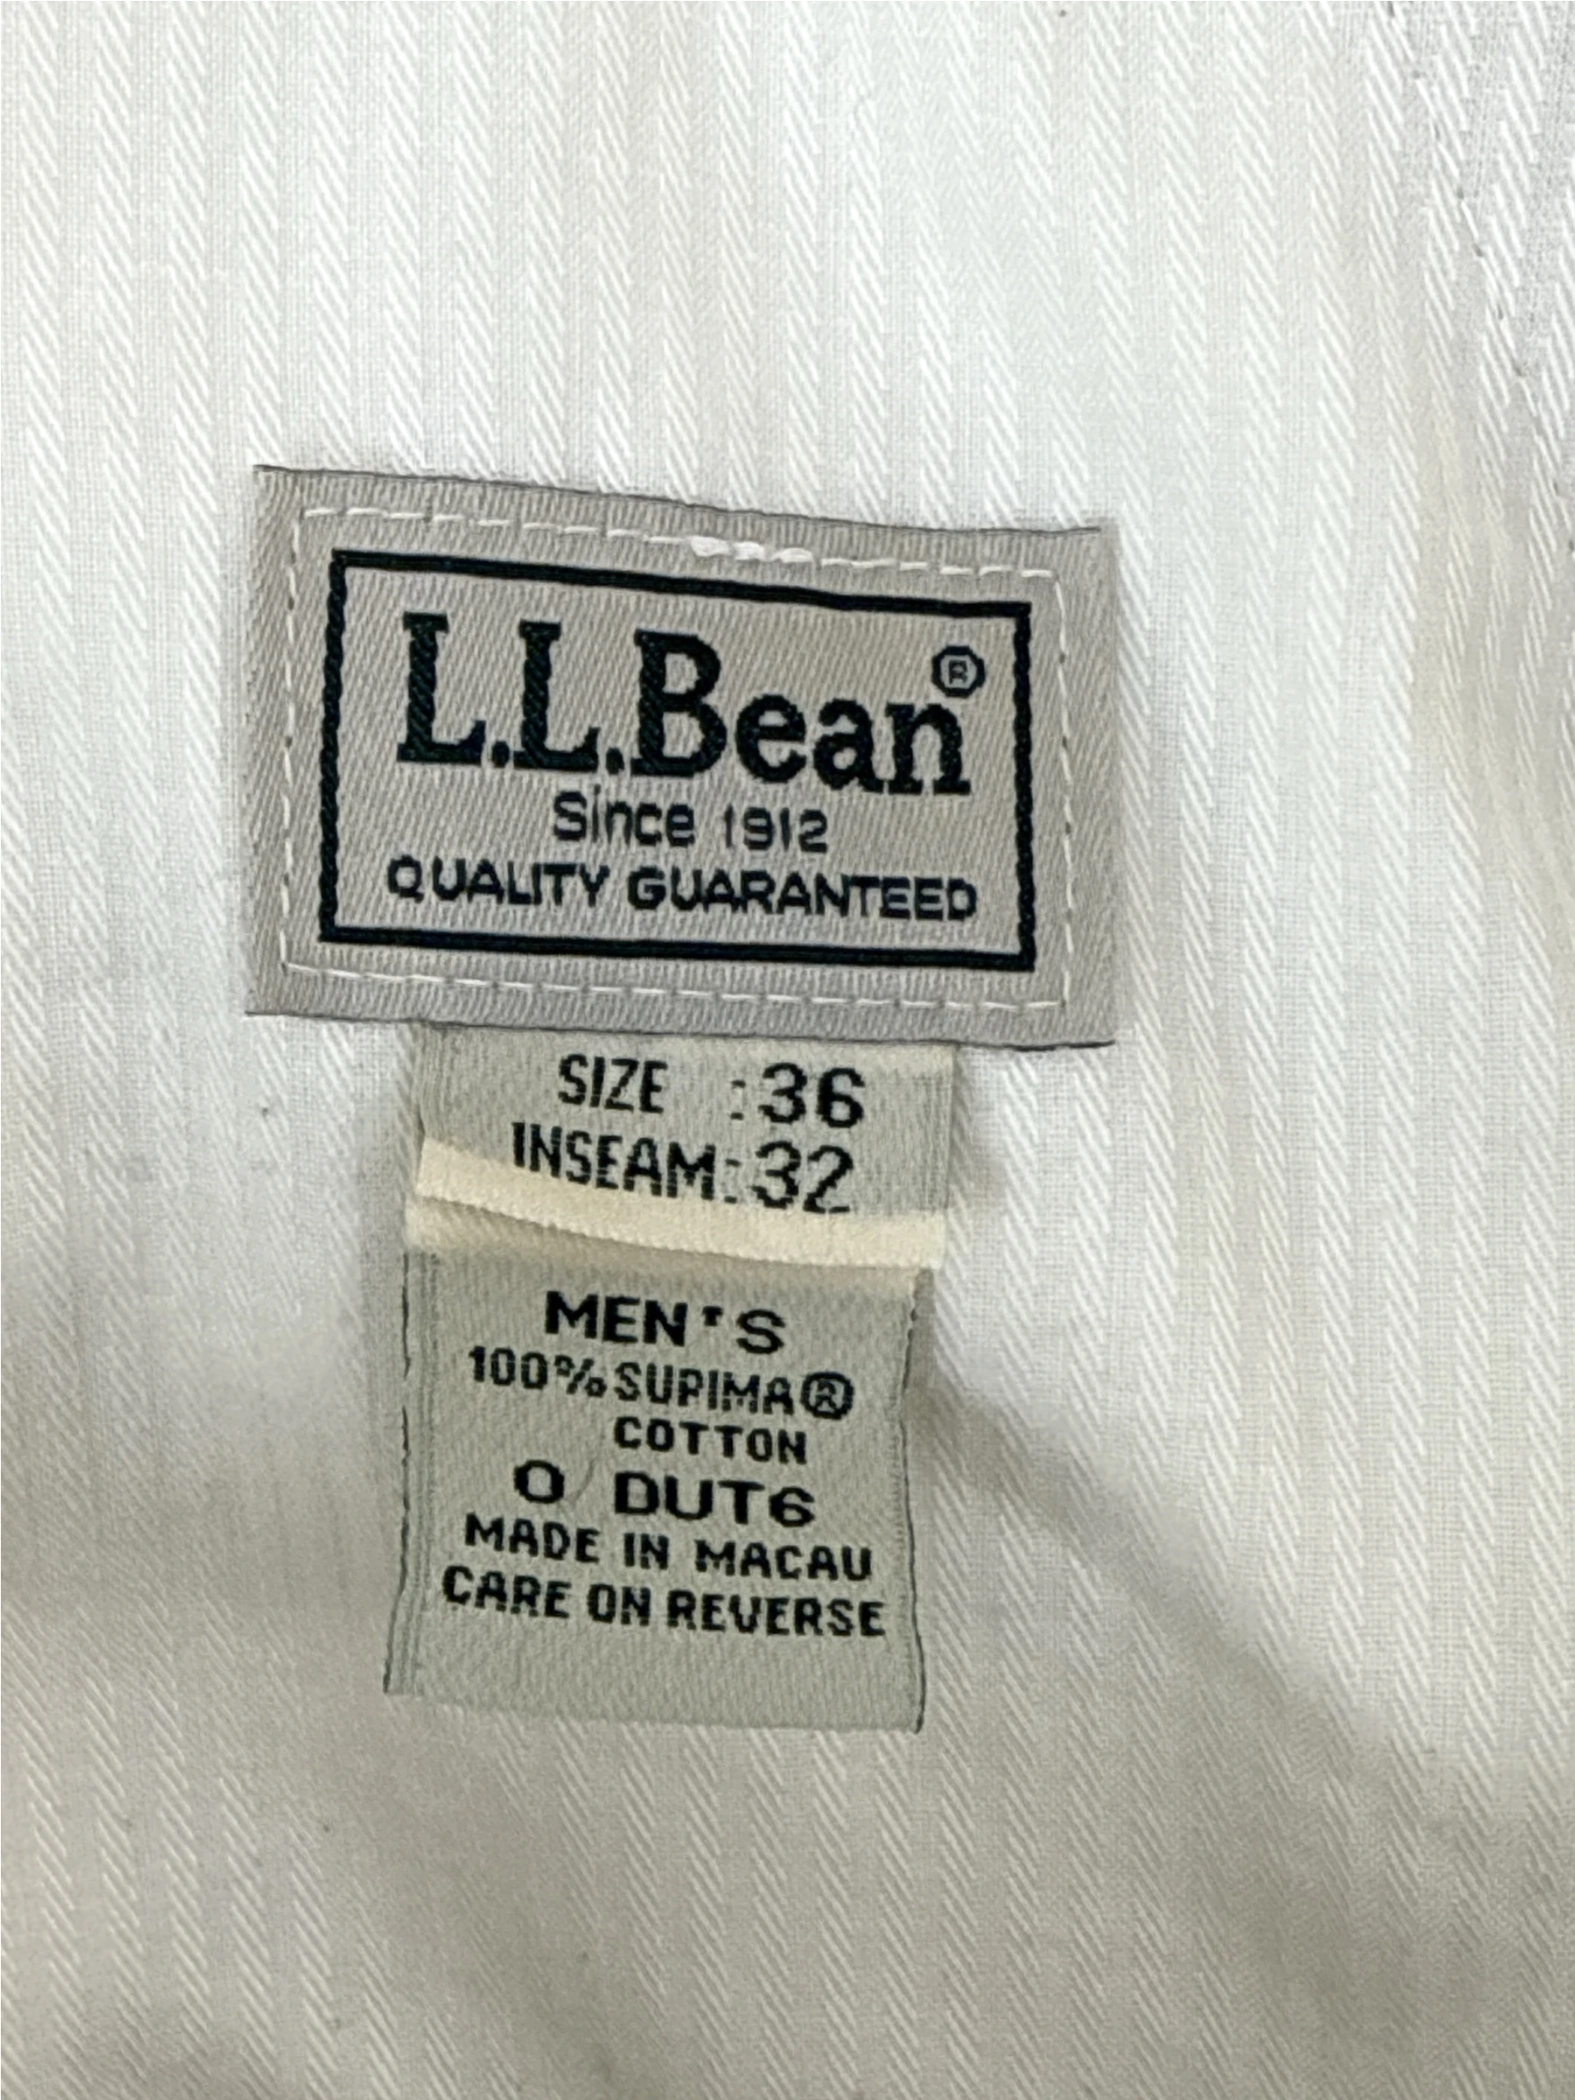 L.L.Bean®
Since 1912
QUALITY GUARANTEED
SIZE :36
INSEAM:32
MEN'S
100% SUPIMA®
COTTON
0 DUT6
MADE IN MACAU
CARE ON REVERSE